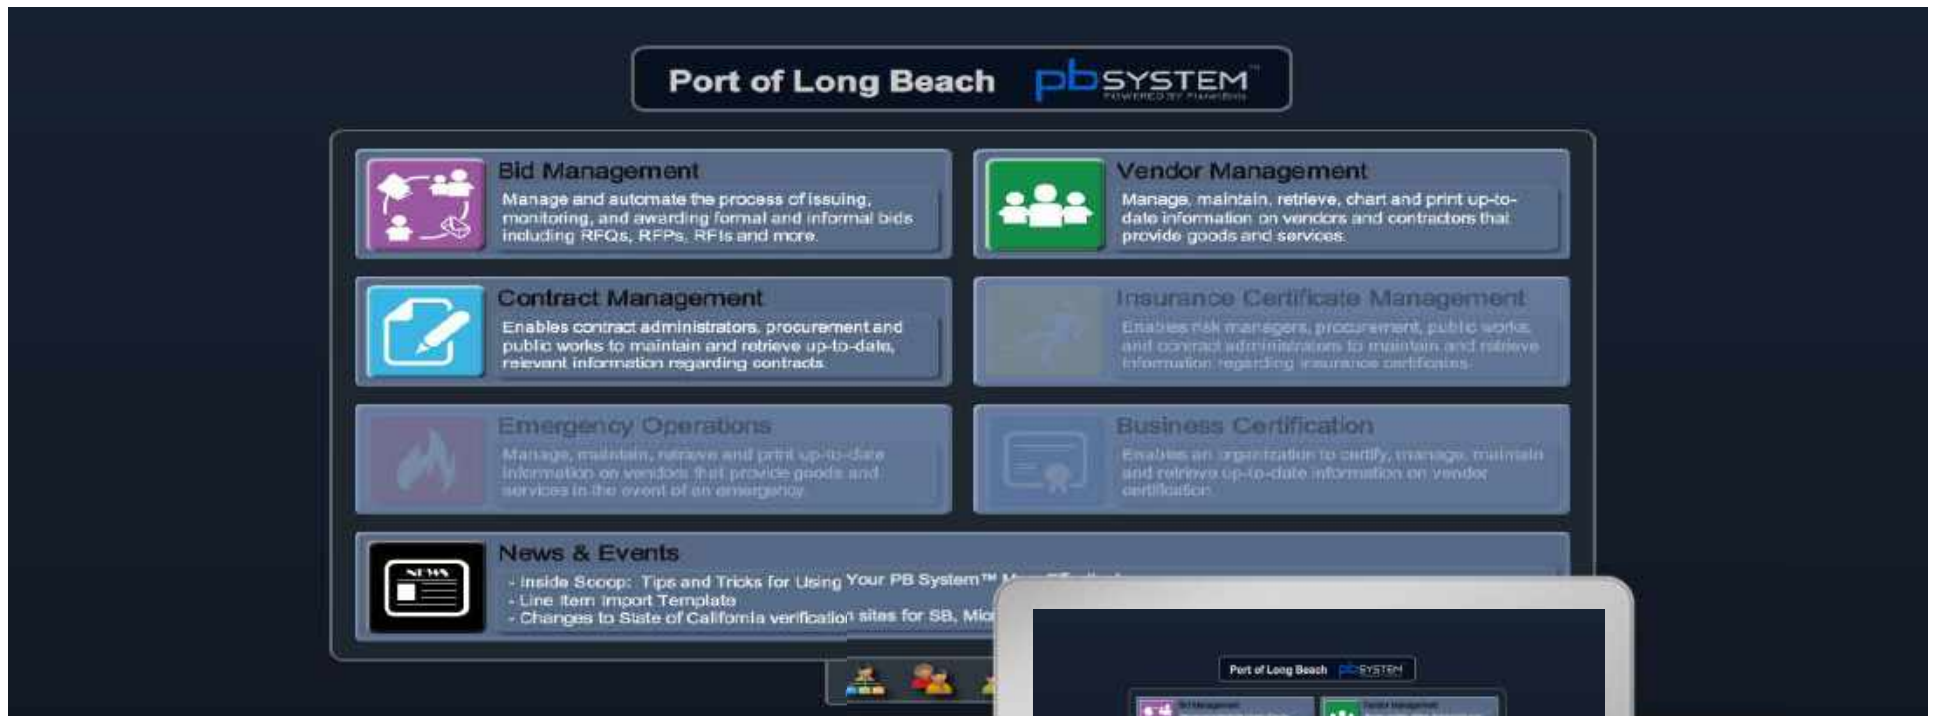 Port of Long Beach pbSYSTEM™
POWERED BY PlanetBids
Bid Management
Manage and automate the process of issuing,
monitoring, and awarding formal and informal bids
including RFQs, RFPs, RFIs and more.
Vendor Management
Manage, maintain, retrieve, chart and print up-to-
date information on vendors and contractors that
provide goods and services.
Contract Management
Enables contract administrators, procurement and
public works to maintain and retrieve up-to-date,
relevant information regarding contracts.
Insurance Certificate Management
Enables risk managers, procurement, public works,
and contract administrators to maintain and retrieve
information regarding insurance certificates.
Emergency Operations
Manage, maintain, retrieve and print up-to-date
information on vendors that provide goods and
services in the event of an emergency.
Business Certification
Enables an organization to certify, manage, maintain
and retrieve up-to-date information on vendor
certification.
NEWS
News & Events
- Inside Scoop: Tips and Tricks for Using Your PB System™
- Line Item Import Template
- Changes to State of California verification sites for SB,
Port of Long Beach pbSYSTEM
Bid Management
Vendor Management